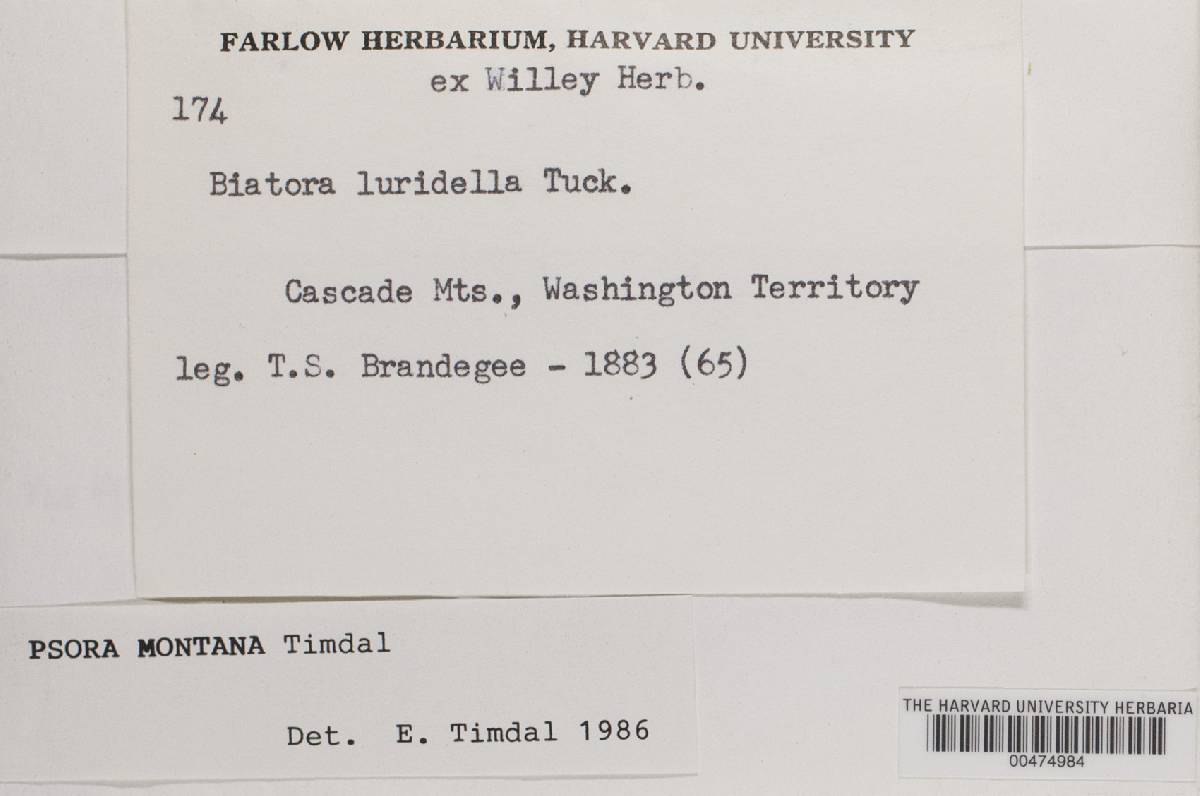 FARLOW HERBARIUM, HARVARD UNIVERSITY
ex Willey Herb.
174
Biatora luridella Tuck.
Cascade Mts., Washington Territory
leg. T.S. Brandegee - 1883 (65)
PSORA MONTANA Timdal
Det. E. Timdal 1986
THE HARVARD UNIVERSITY HERBARIA
00474984